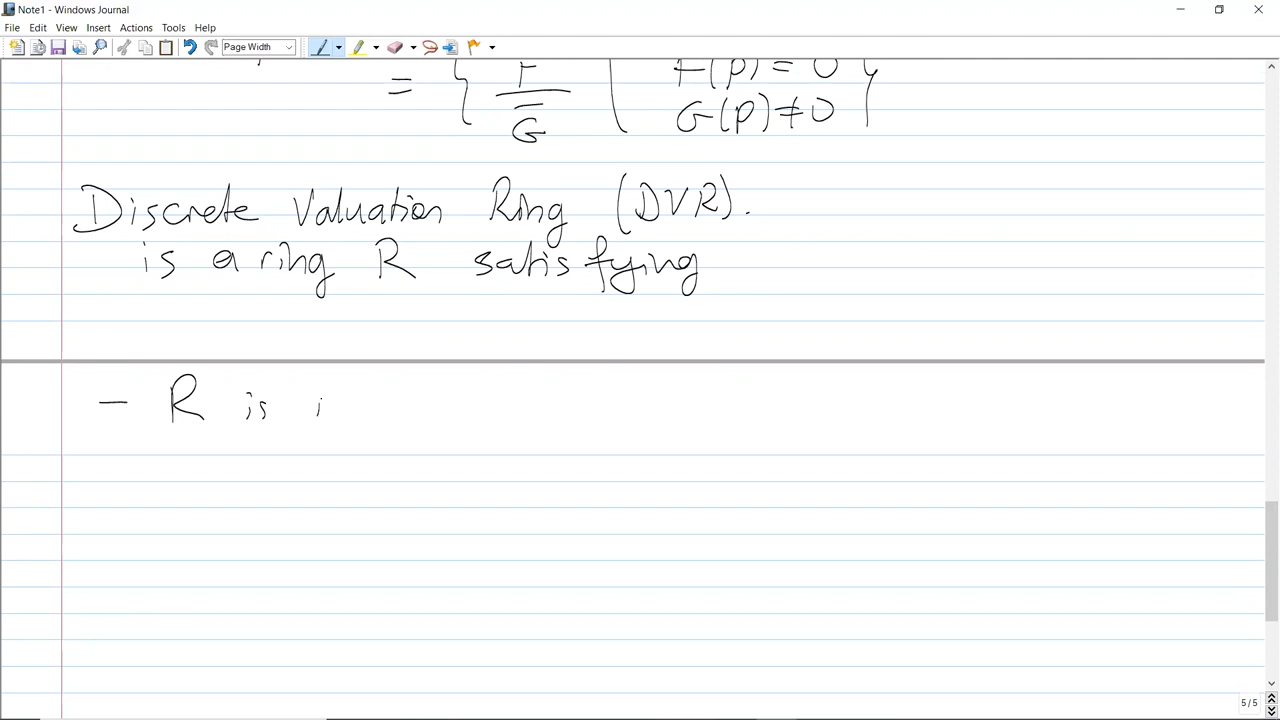 Note1 - Windows Journal
File Edit View Insert Actions Tools Help
Page Width
= { F / G | F(p) = 0
G(p) ≠ 0 }
Discrete Valuation Ring (DVR).
is a ring R satisfying
- R is i
5 / 5